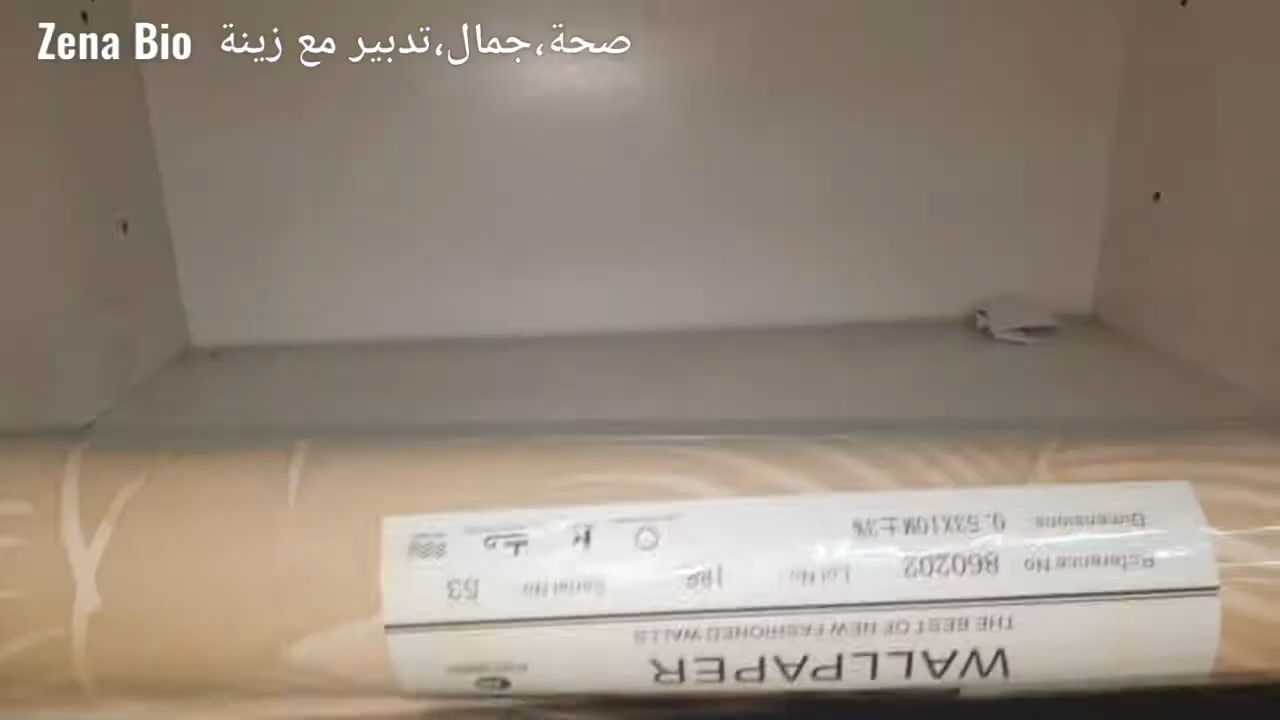 Zena Bio صحة،جمال،تدبير مع زينة
WALLPAPER
THE BEST OF NEW FASHIONED WALLS
Reference No 860202 Lot No Serial No 53
Dimensions 0.53X10M±3%